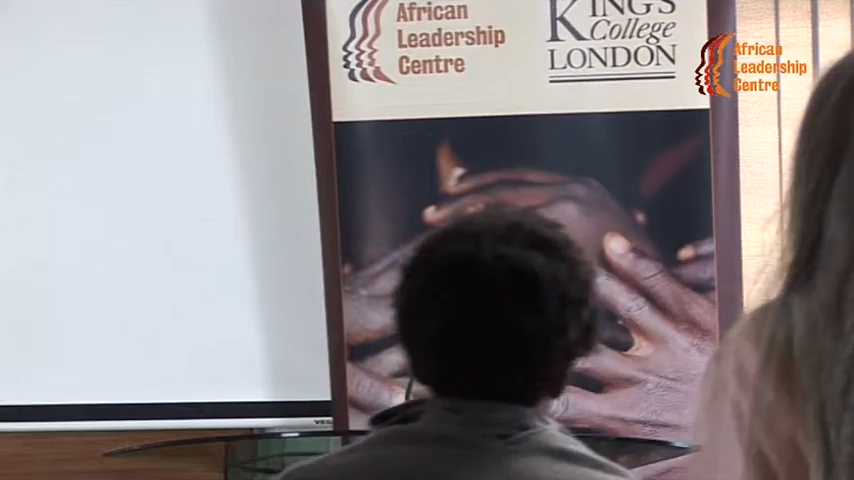 African
Leadership
Centre
KING'S
College
LONDON
African
Leadership
Centre